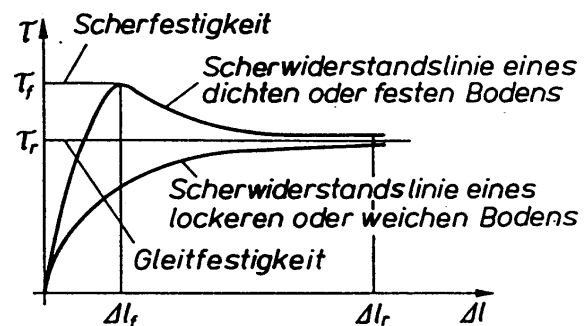 τ
Scherfestigkeit
τf
Scherwiderstandslinie eines
dichten oder festen Bodens
τr
Scherwiderstandslinie eines
lockeren oder weichen Bodens
Gleitfestigkeit
Δlf
Δlr
Δl